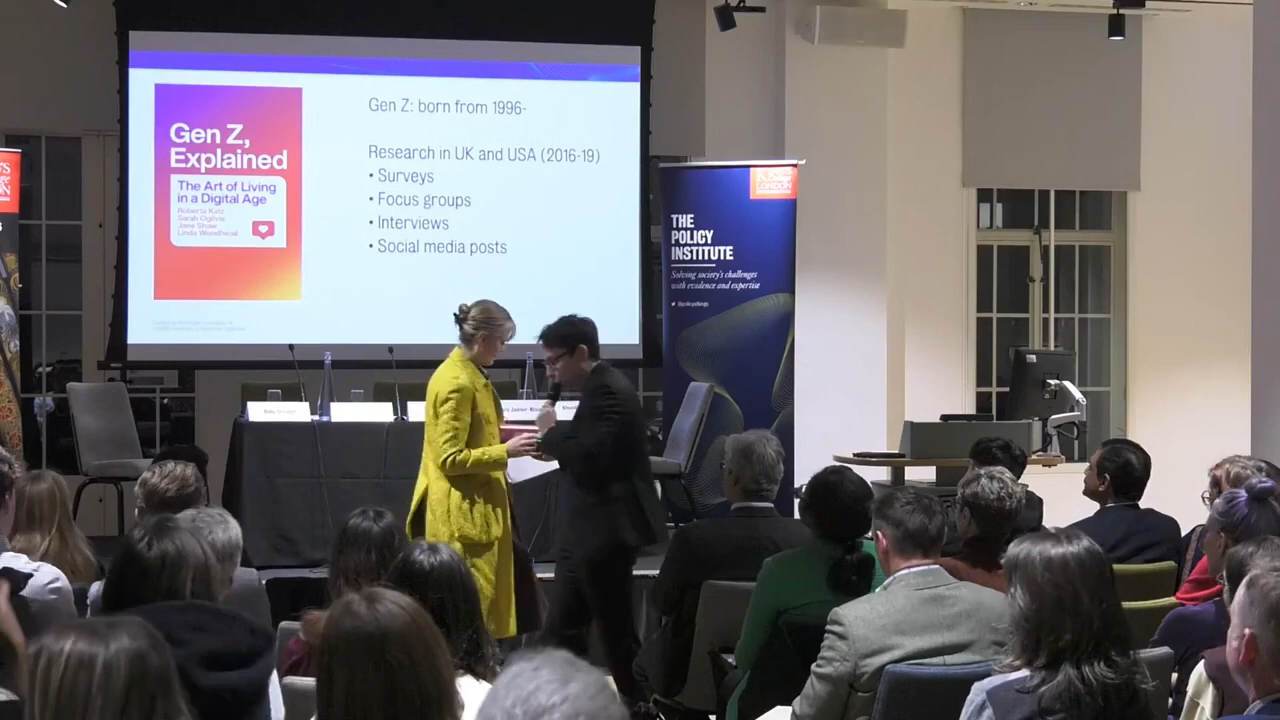 Gen Z,
Explained
The Art of Living
in a Digital Age
Roberta Katz
Sarah Ogilvie
Jane Shaw
Linda Woodhead
Gen Z: born from 1996-
Research in UK and USA (2016-19)
• Surveys
• Focus groups
• Interviews
• Social media posts
LONDON
THE
POLICY
INSTITUTE
Solving society's challenges
with evidence and expertise